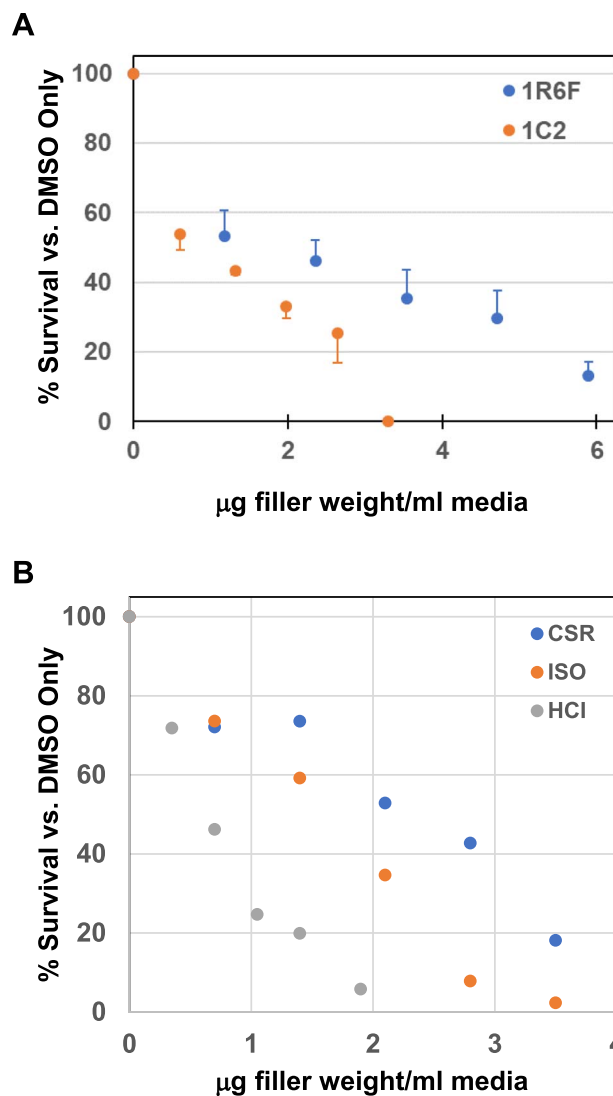 A
% Survival vs. DMSO Only
100
80
60
40
20
0
0
2
4
6
1R6F
1C2
μg filler weight/ml media
B
% Survival vs. DMSO Only
100
80
60
40
20
0
0
1
2
3
4
CSR
ISO
HCI
μg filler weight/ml media